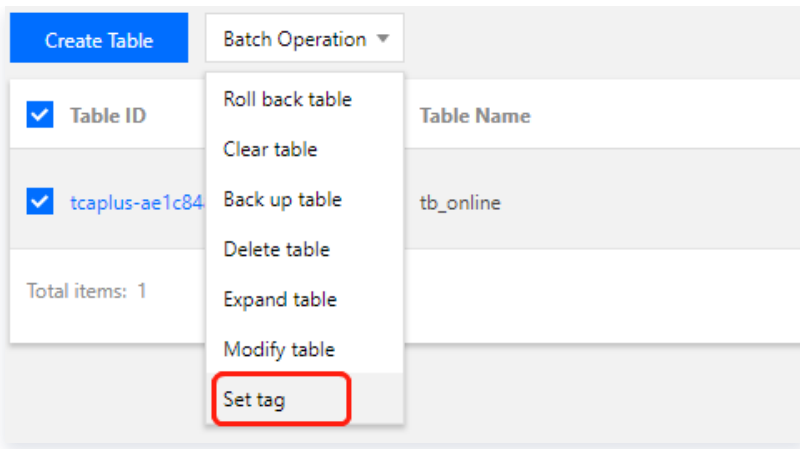 Create Table
Batch Operation
Table ID
Table Name
Roll back table
Clear table
tcaplus-ae1c84
Back up table
tb_online
Delete table
Total items: 1
Expand table
Modify table
Set tag